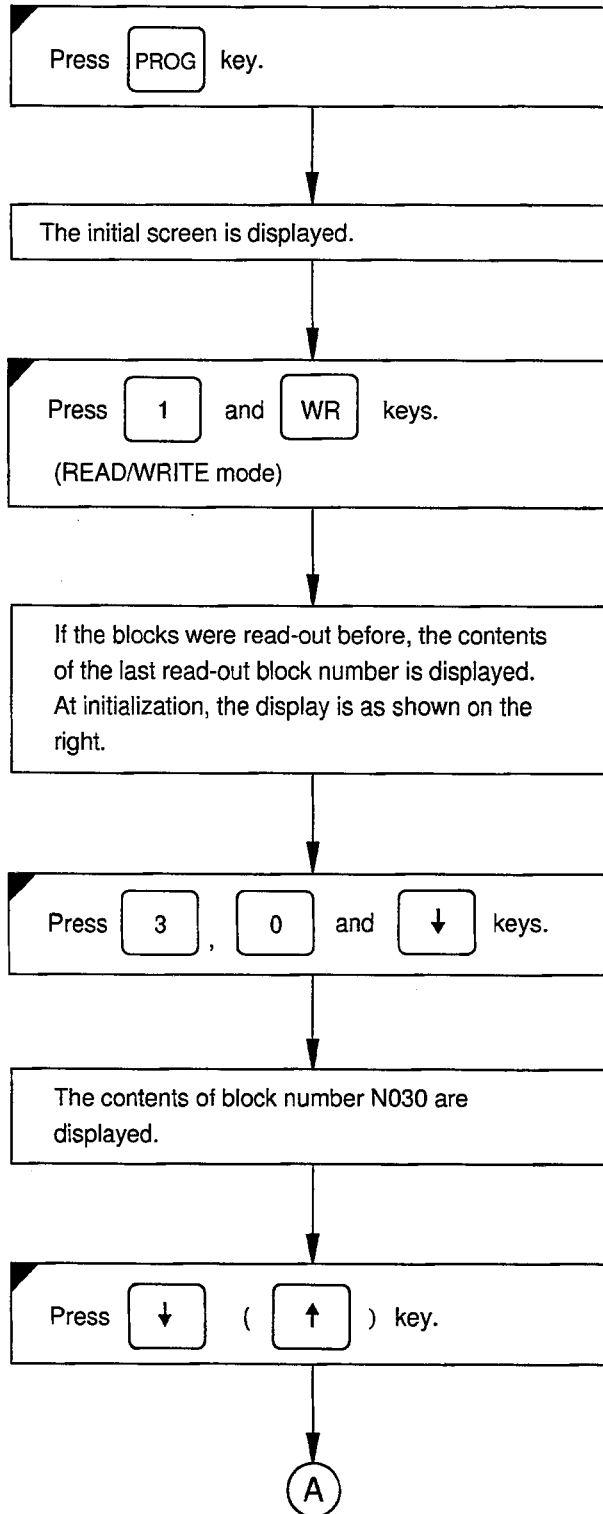 Press PROG key.
The initial screen is displayed.
Press 1 and WR keys.
(READ/WRITE mode)
If the blocks were read-out before, the contents
of the last read-out block number is displayed.
At initialization, the display is as shown on the
right.
Press 3 , 0 and ↓ keys.
The contents of block number N030 are
displayed.
Press ↓ ( ↑ ) key.
A